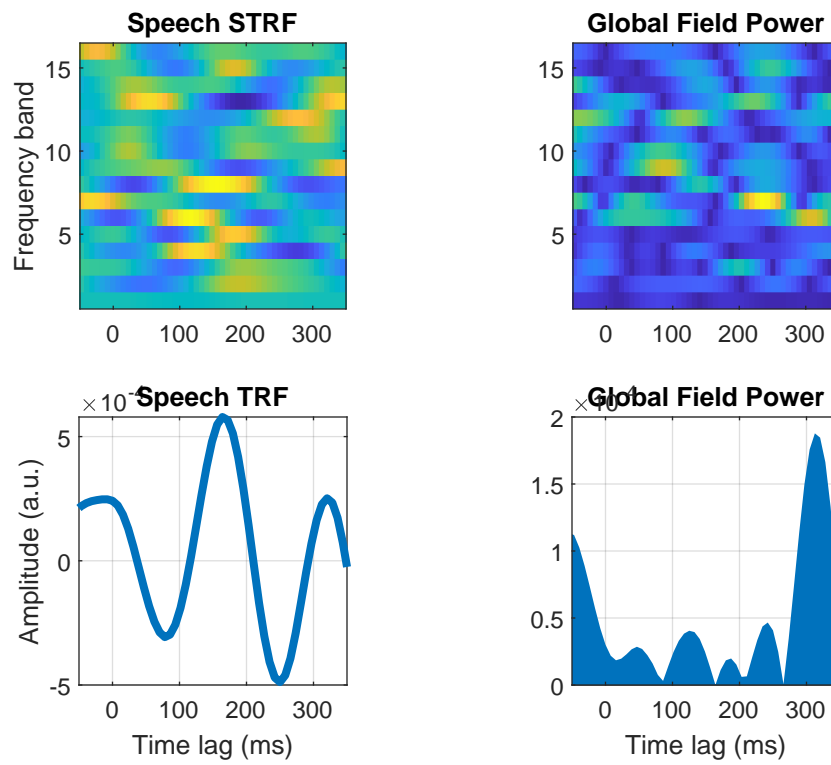 Speech STRF
Frequency band
15
10
5
0 100 200 300
Global Field Power
15
10
5
0 100 200 300
×10-4
Speech TRF
Amplitude (a.u.)
5
0
-5
0 100 200 300
Time lag (ms)
Global Field Power
2
1.5
1
0.5
0
0 100 200 300
Time lag (ms)